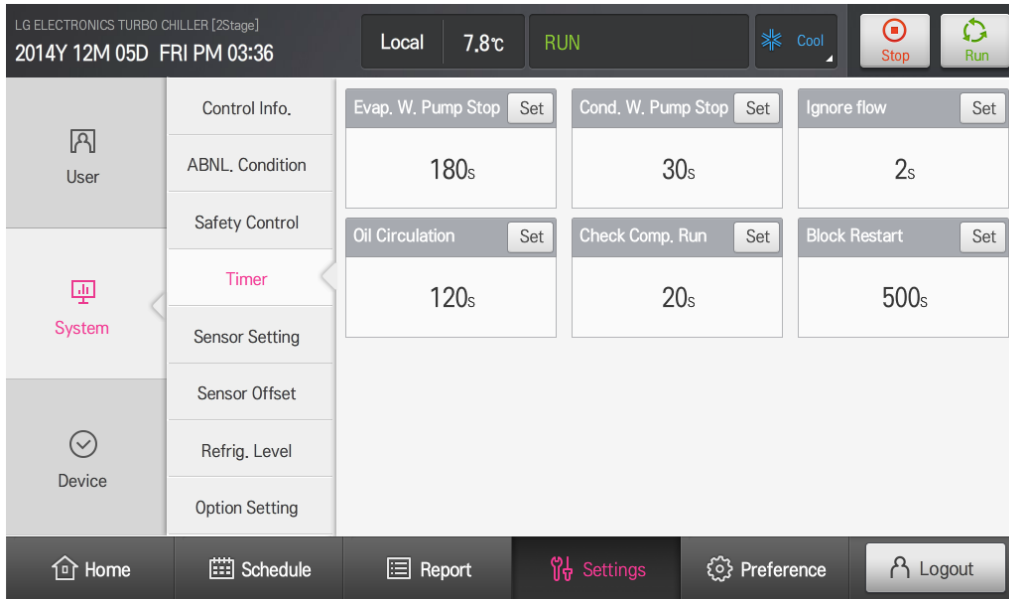 LG ELECTRONICS TURBO CHILLER [2Stage]
2014Y 12M 05D FRI PM 03:36
Local 7.8℃ RUN Cool Stop Run
User
System
Device
Control Info.
ABNL. Condition
Safety Control
Timer
Sensor Setting
Sensor Offset
Refrig. Level
Option Setting
Evap. W. Pump Stop Set Cond. W. Pump Stop Set Ignore flow Set
180s 30s 2s
Oil Circulation Set Check Comp. Run Set Block Restart Set
120s 20s 500s
Home Schedule Report Settings Preference Logout